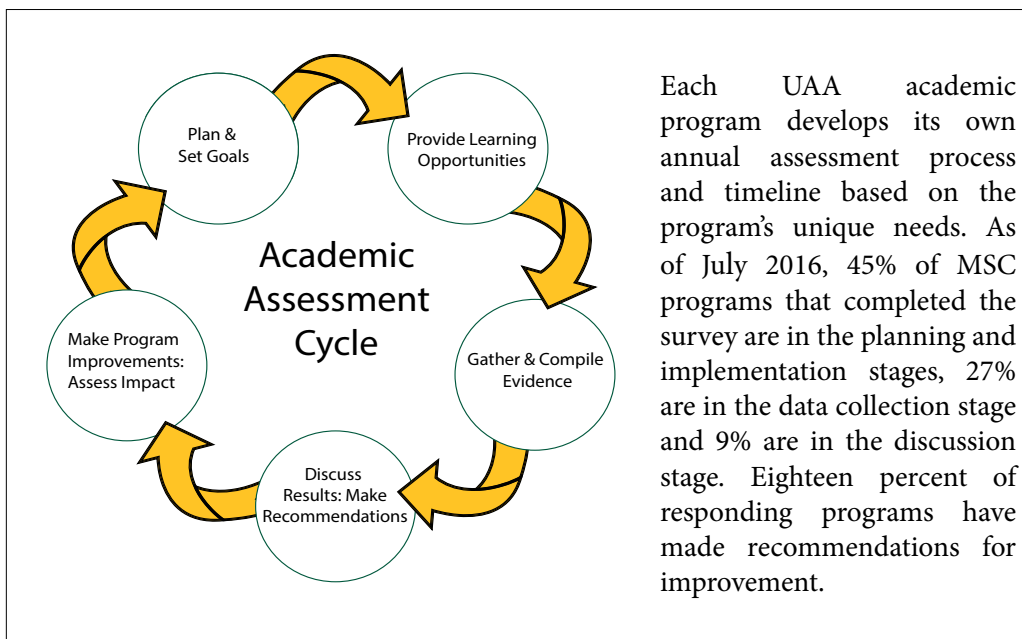 Plan &
Set Goals
Provide Learning
Opportunities
Gather & Compile
Evidence
Discuss
Results: Make
Recommendations
Make Program
Improvements:
Assess Impact
Academic
Assessment
Cycle
Each UAA academic
program develops its own
annual assessment process
and timeline based on the
program’s unique needs. As
of July 2016, 45% of MSC
programs that completed the
survey are in the planning and
implementation stages, 27%
are in the data collection stage
and 9% are in the discussion
stage. Eighteen percent of
responding programs have
made recommendations for
improvement.